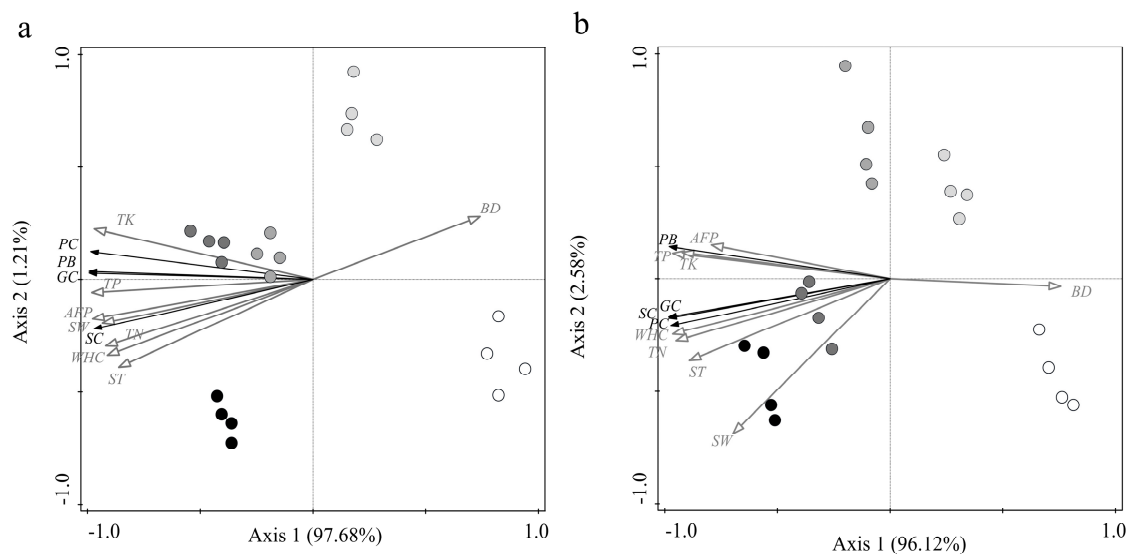 a
1.0
-1.0
Axis 2 (1.21%)
TK
PC
PB
GC
TP
AFP
SW
SC
TN
WHC
ST
BD
-1.0
Axis 1 (97.68%)
1.0
b
1.0
-1.0
Axis 2 (2.58%)
PB
AFP
TP
TK
SC
GC
PC
WHC
TN
ST
SW
BD
-1.0
Axis 1 (96.12%)
1.0